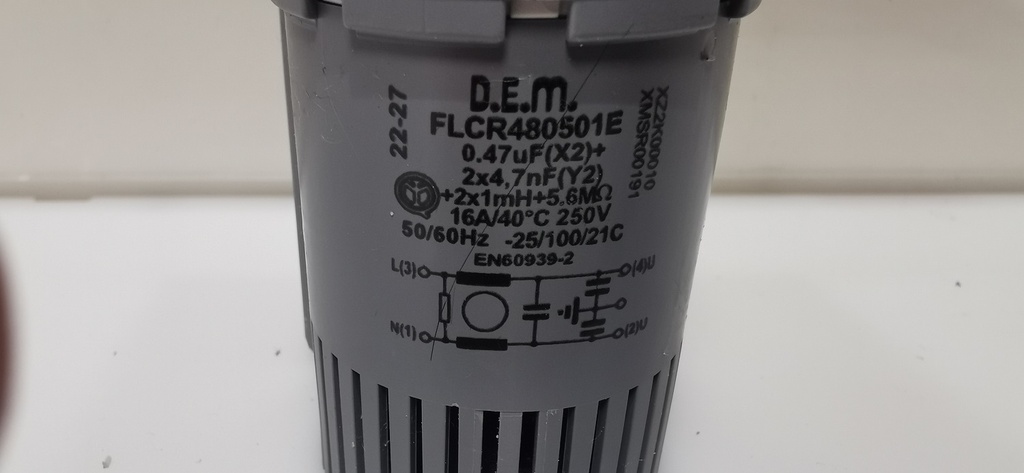 D.E.M.
FLCR480501E
0.47uF(X2)+
2x4,7nF(Y2)
+2x1mH+5.6MΩ
16A/40°C 250V
50/60Hz -25/100/21C
EN60939-2
22-27
XZ2K00010
XMSR00191
L(3)
(4)U
N(1)
(2)U